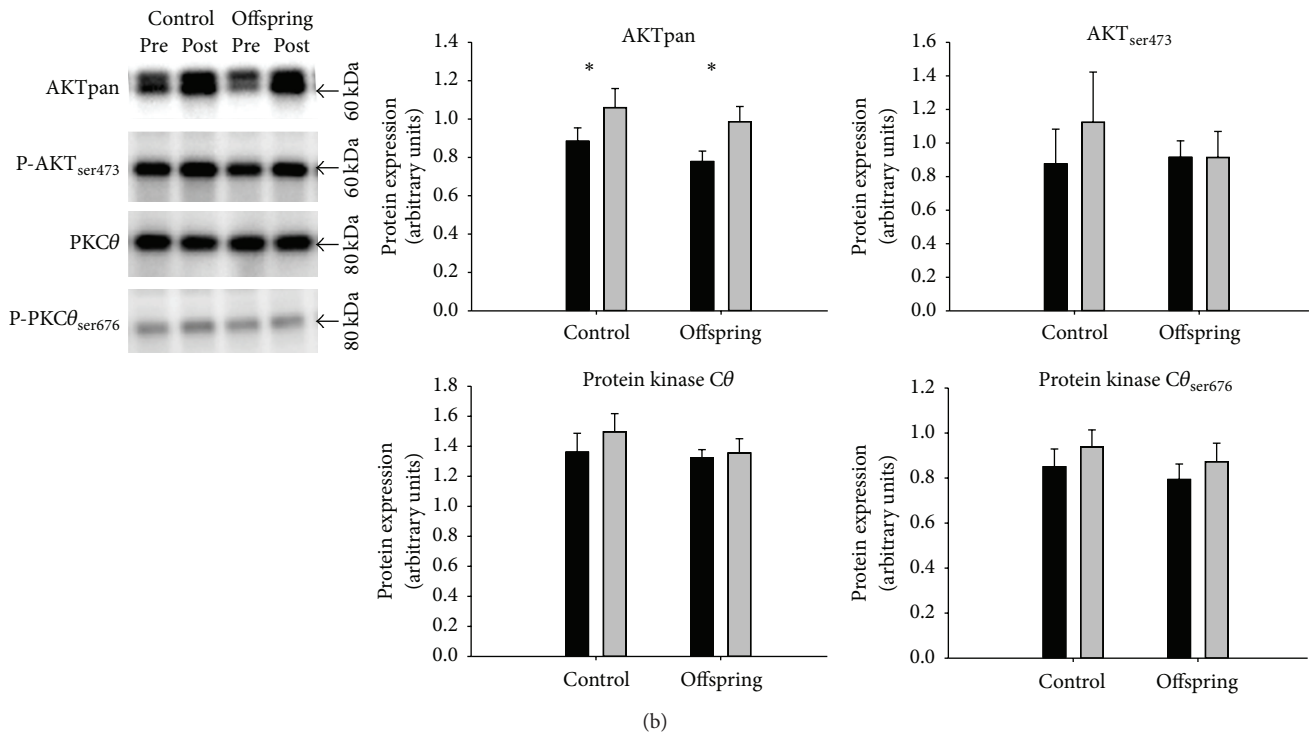 Control Offspring
Pre Post Pre Post
AKTpan
60 kDa
P-AKTser473
60 kDa
PKCθ
80 kDa
P-PKCθser676
80 kDa
AKTpan
Protein expression
(arbitrary units)
1.4
1.2
1.0
0.8
0.6
0.4
0.2
0.0
* *
Control Offspring
AKTser473
Protein expression
(arbitrary units)
1.6
1.4
1.2
1.0
0.8
0.6
0.4
0.2
0.0
Control Offspring
Protein kinase Cθ
Protein expression
(arbitrary units)
1.8
1.6
1.4
1.2
1.0
0.8
0.6
0.4
0.2
0.0
Control Offspring
Protein kinase Cθser676
Protein expression
(arbitrary units)
1.2
1.0
0.8
0.6
0.4
0.2
0.0
Control Offspring
(b)